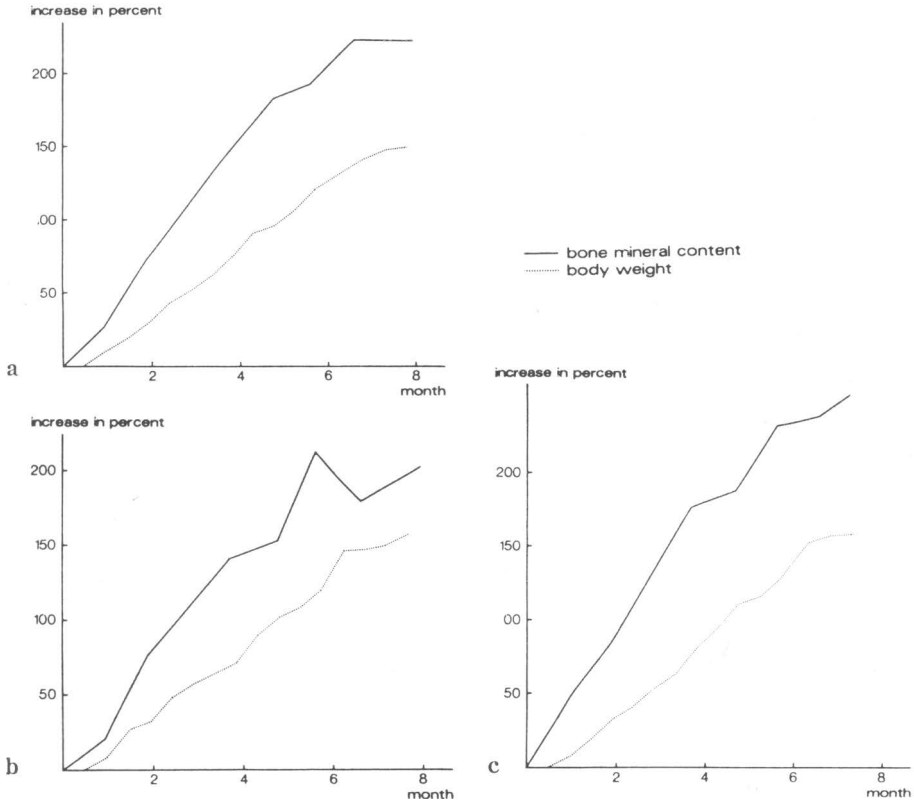 increase in percent
200
150
.00
50
2 4 6 8
month
a
bone mineral content
body weight
increase in percent
200
150
100
50
2 4 6 8
month
b
increase in percent
200
150
00
50
2 4 6 8
month
c